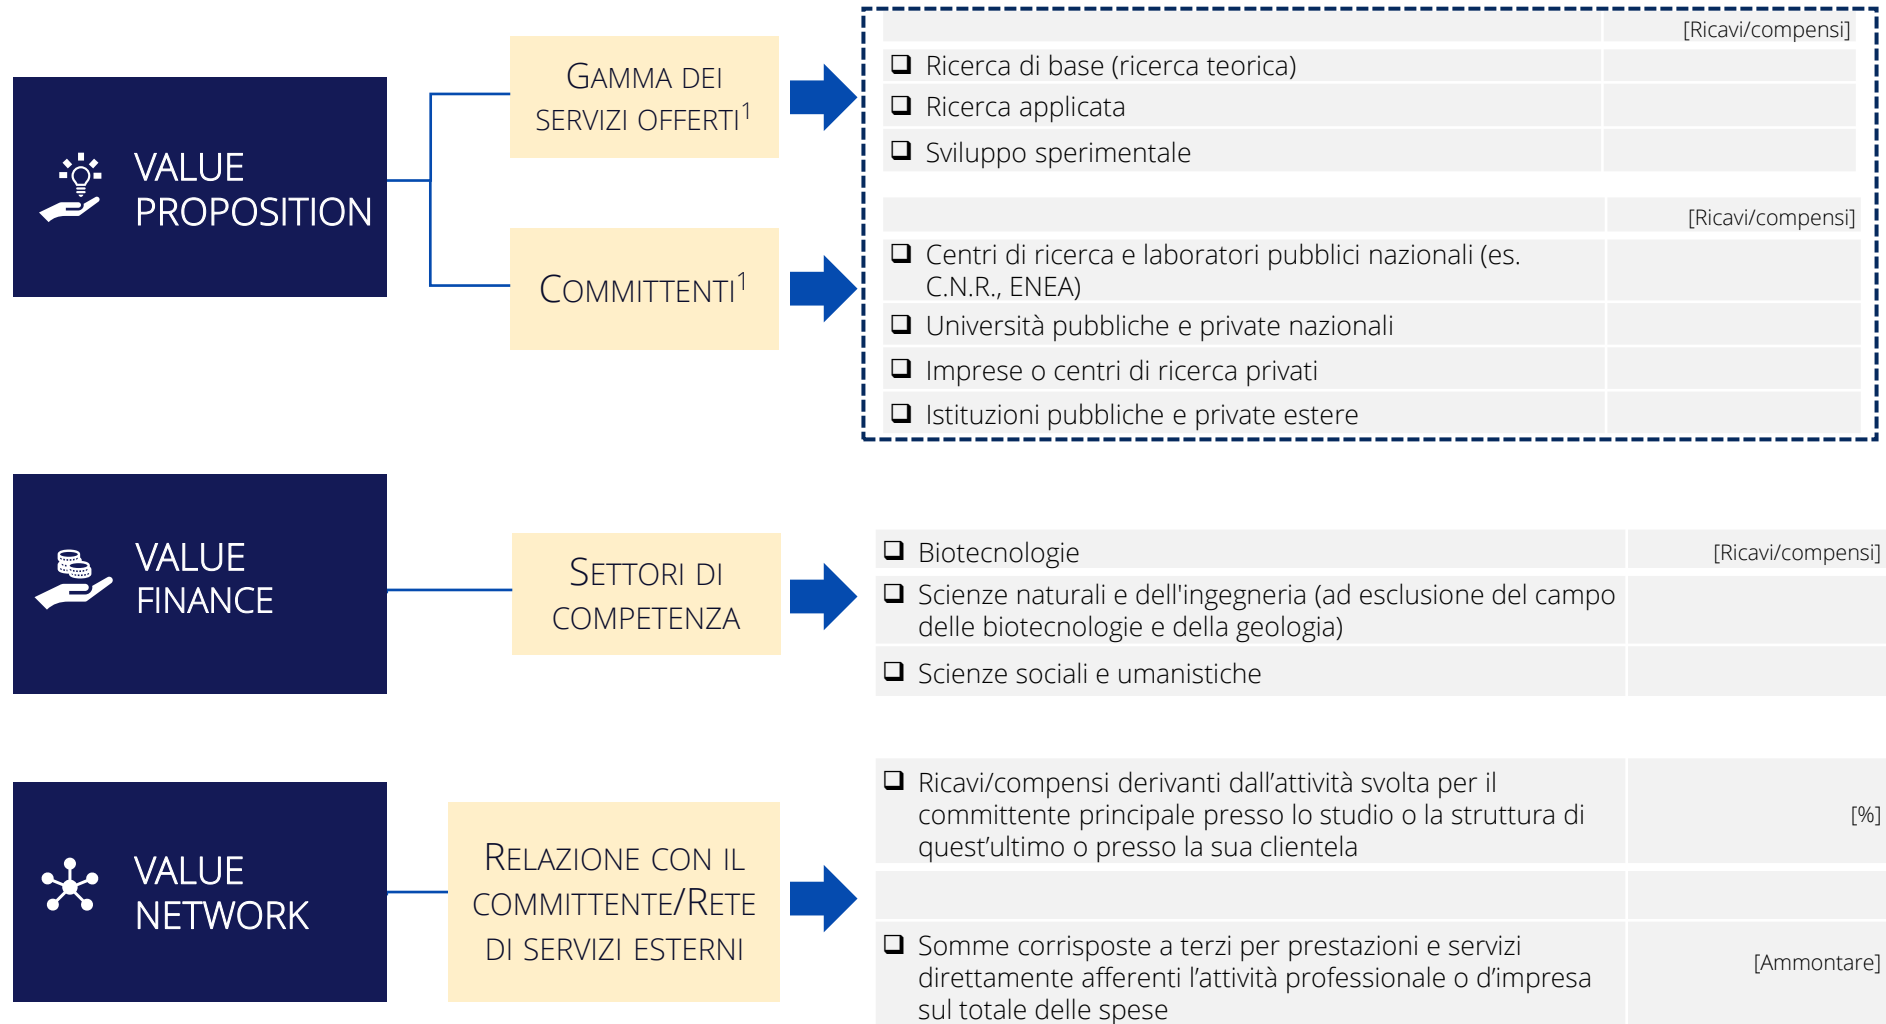 VALUE
PROPOSITION
GAMMA DEI
SERVIZI OFFERTI1
[Ricavi/compensi]
Ricerca di base (ricerca teorica)
Ricerca applicata
Sviluppo sperimentale
COMMITTENTI1
[Ricavi/compensi]
Centri di ricerca e laboratori pubblici nazionali (es.
C.N.R., ENEA)
Università pubbliche e private nazionali
Imprese o centri di ricerca privati
Istituzioni pubbliche e private estere
VALUE
FINANCE
SETTORI DI
COMPETENZA
Biotecnologie [Ricavi/compensi]
Scienze naturali e dell'ingegneria (ad esclusione del campo
delle biotecnologie e della geologia)
Scienze sociali e umanistiche
VALUE
NETWORK
RELAZIONE CON IL
COMMITTENTE/RETE
DI SERVIZI ESTERNI
Ricavi/compensi derivanti dall’attività svolta per il
committente principale presso lo studio o la struttura di
quest’ultimo o presso la sua clientela
[%]
Somme corrisposte a terzi per prestazioni e servizi
direttamente afferenti l’attività professionale o d’impresa
sul totale delle spese
[Ammontare]